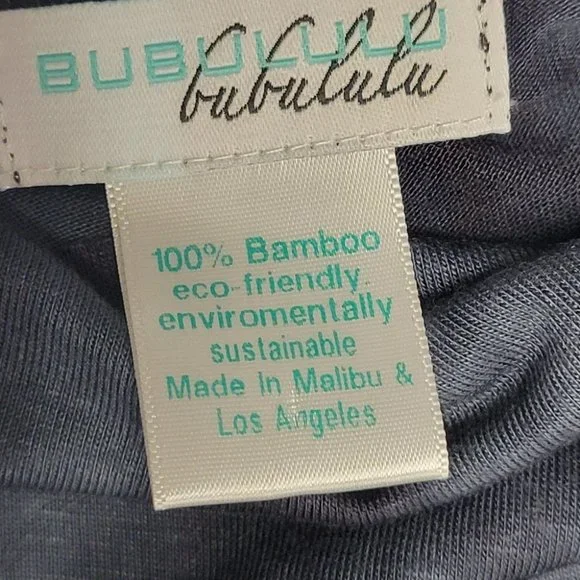 BUBULULU
bubululu
100% Bamboo
eco-friendly.
enviromentally
sustainable
Made in Malibu &
Los Angeles